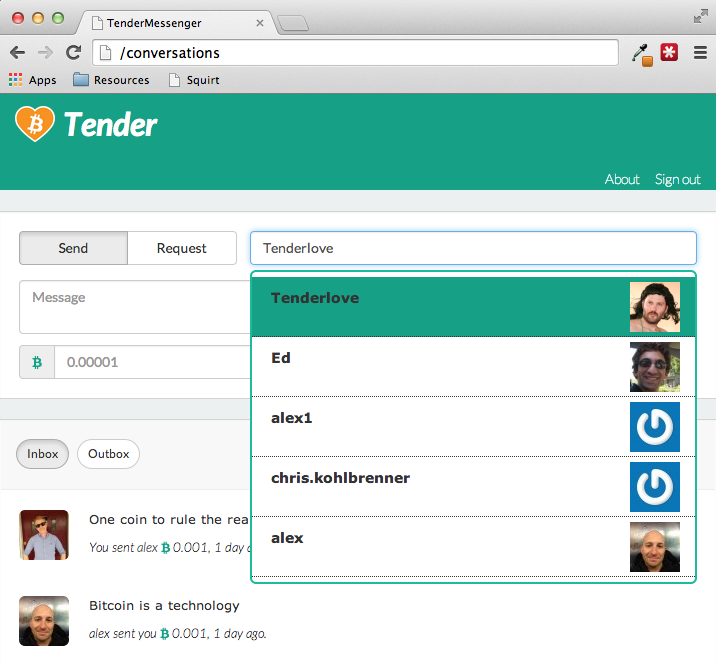 TenderMessenger
/conversations
Apps Resources Squirt
Tender
About Sign out
Send Request Tenderlove
Message
0.00001
Tenderlove
Ed
alex1
chris.kohlbrenner
alex
Inbox Outbox
One coin to rule the rea
You sent alex ₿ 0.001, 1 day
Bitcoin is a technology
alex sent you ₿ 0.001, 1 day ago.